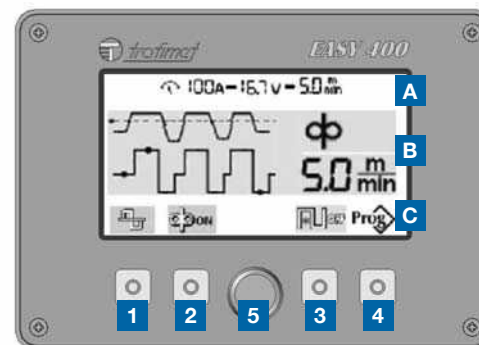 trafimet EASY 400
100A-16.7V-5.0 m/min A
B
5.0 m/min
ON Prog C
1 2 5 3 4